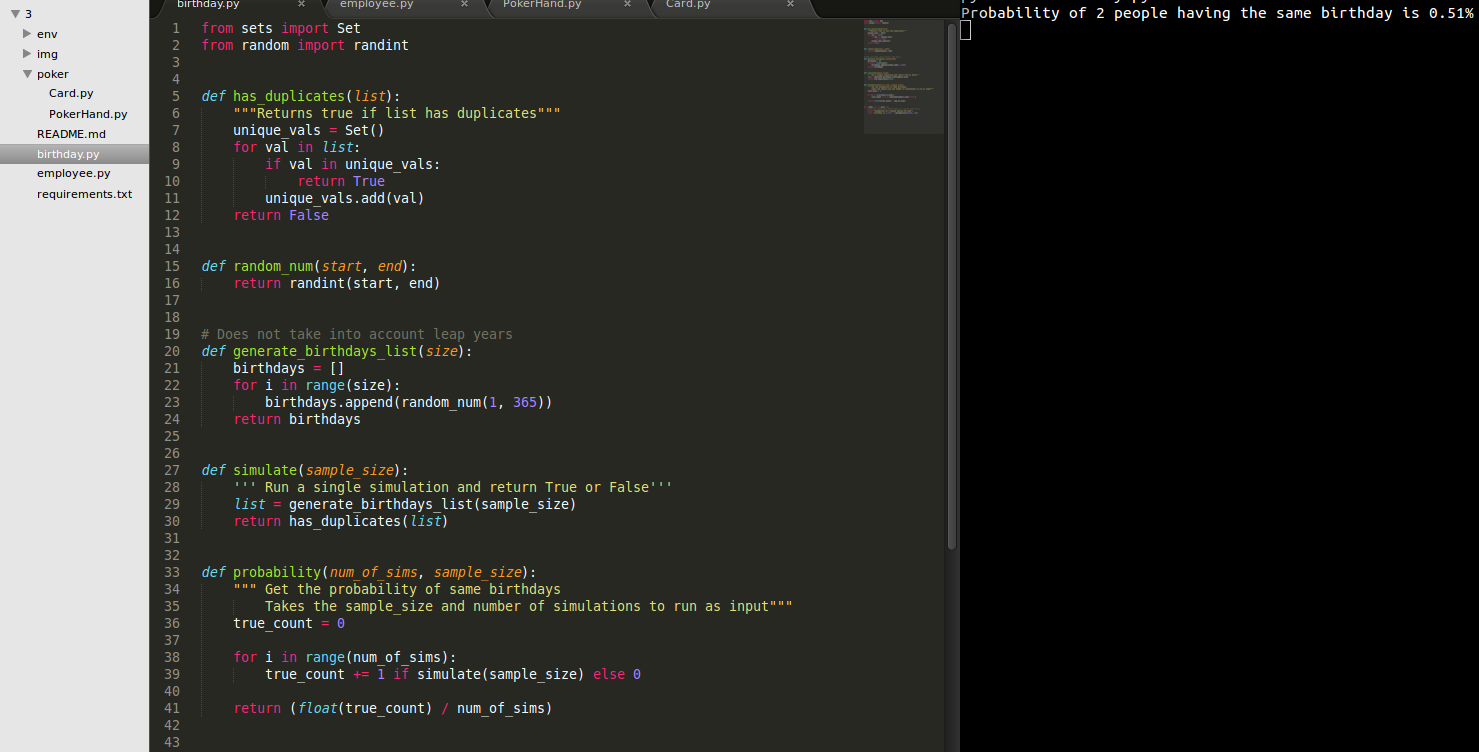 3
env
img
poker
Card.py
PokerHand.py
README.md
birthday.py
employee.py
requirements.txt
birthday.py × employee.py × PokerHand.py × Card.py ×
1 from sets import Set
2 from random import randint
3
4
5 def has_duplicates(list):
6     """Returns true if list has duplicates"""
7     unique_vals = Set()
8     for val in list:
9         if val in unique_vals:
10             return True
11         unique_vals.add(val)
12     return False
13
14
15 def random_num(start, end):
16     return randint(start, end)
17
18
19 # Does not take into account leap years
20 def generate_birthdays_list(size):
21     birthdays = []
22     for i in range(size):
23         birthdays.append(random_num(1, 365))
24     return birthdays
25
26
27 def simulate(sample_size):
28     ''' Run a single simulation and return True or False'''
29     list = generate_birthdays_list(sample_size)
30     return has_duplicates(list)
31
32
33 def probability(num_of_sims, sample_size):
34     """ Get the probability of same birthdays
35         Takes the sample_size and number of simulations to run as input"""
36     true_count = 0
37
38     for i in range(num_of_sims):
39         true_count += 1 if simulate(sample_size) else 0
40
41     return (float(true_count) / num_of_sims)
42
43
Probability of 2 people having the same birthday is 0.51%